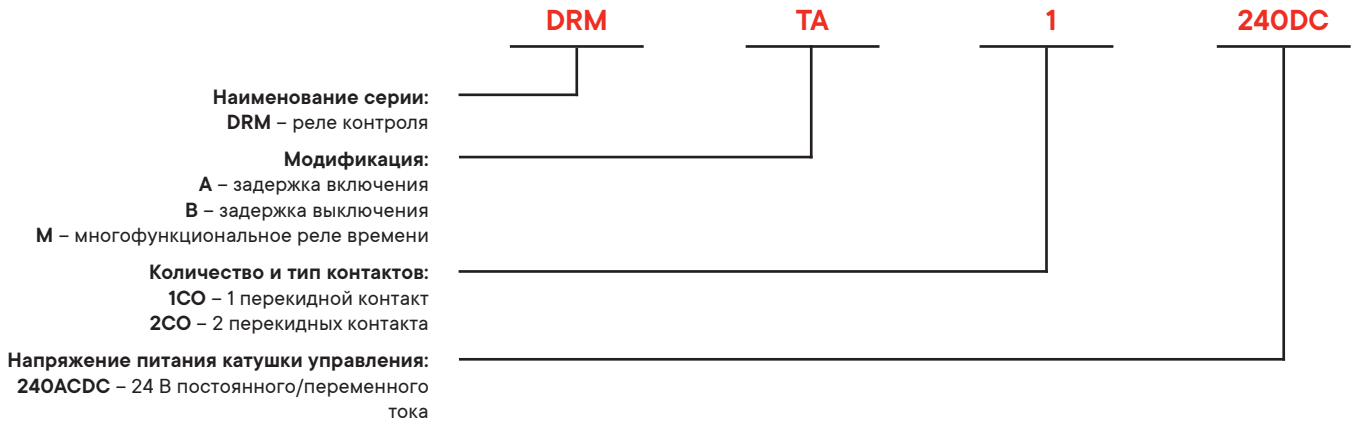 DRM TA 1 240DC
Наименование серии:
DRM – реле контроля
Модификация:
A – задержка включения
B – задержка выключения
M – многофункциональное реле времени
Количество и тип контактов:
1CO – 1 перекидной контакт
2CO – 2 перекидных контакта
Напряжение питания катушки управления:
240ACDC – 24 В постоянного/переменного
тока